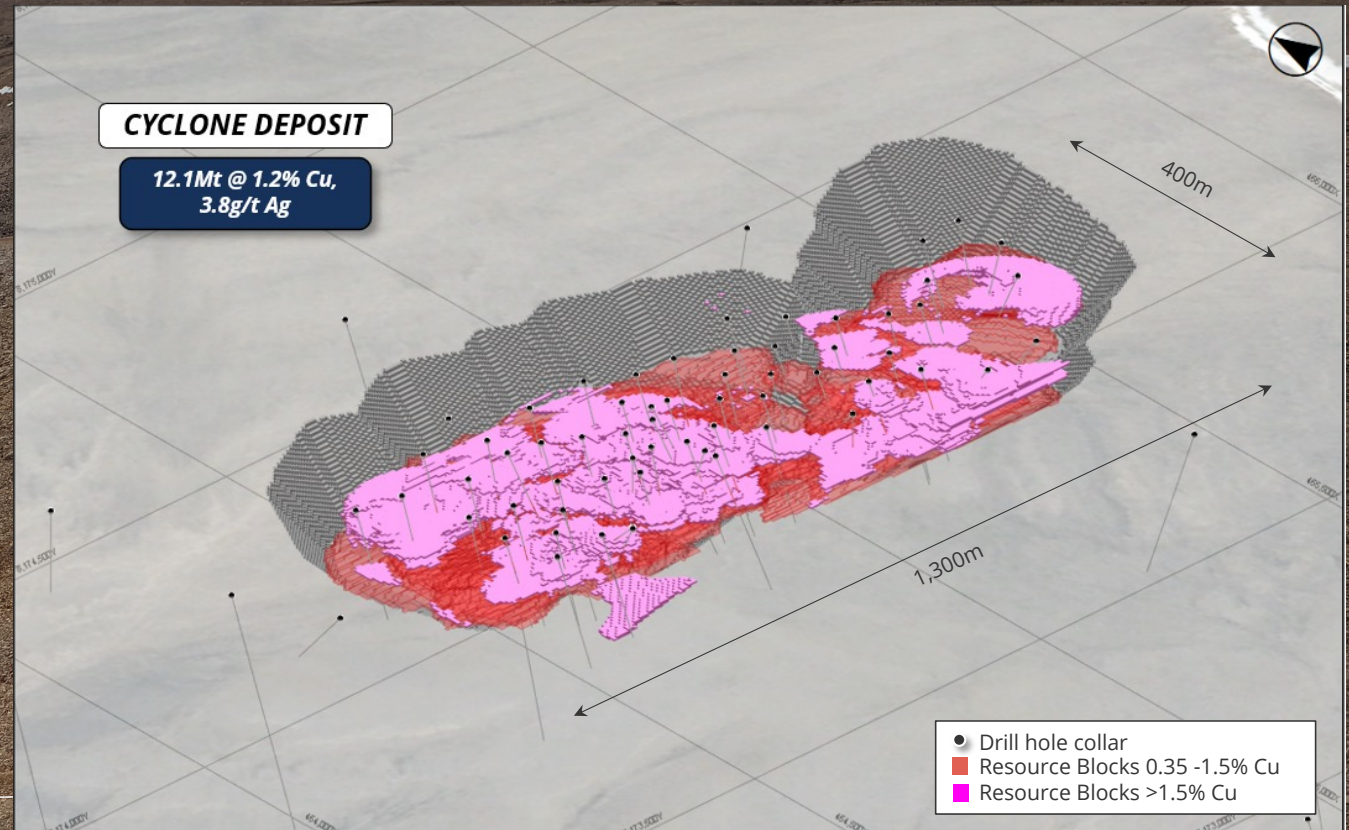 CYCLONE DEPOSIT
12.1Mt @ 1.2% Cu,
3.8g/t Ag
400m
1,300m
Drill hole collar
Resource Blocks 0.35 -1.5% Cu
Resource Blocks >1.5% Cu